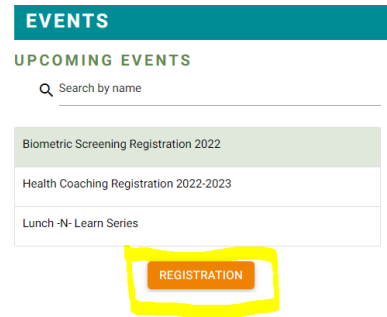 EVENTS
UPCOMING EVENTS
Search by name
Biometric Screening Registration 2022
Health Coaching Registration 2022-2023
Lunch -N- Learn Series
REGISTRATION